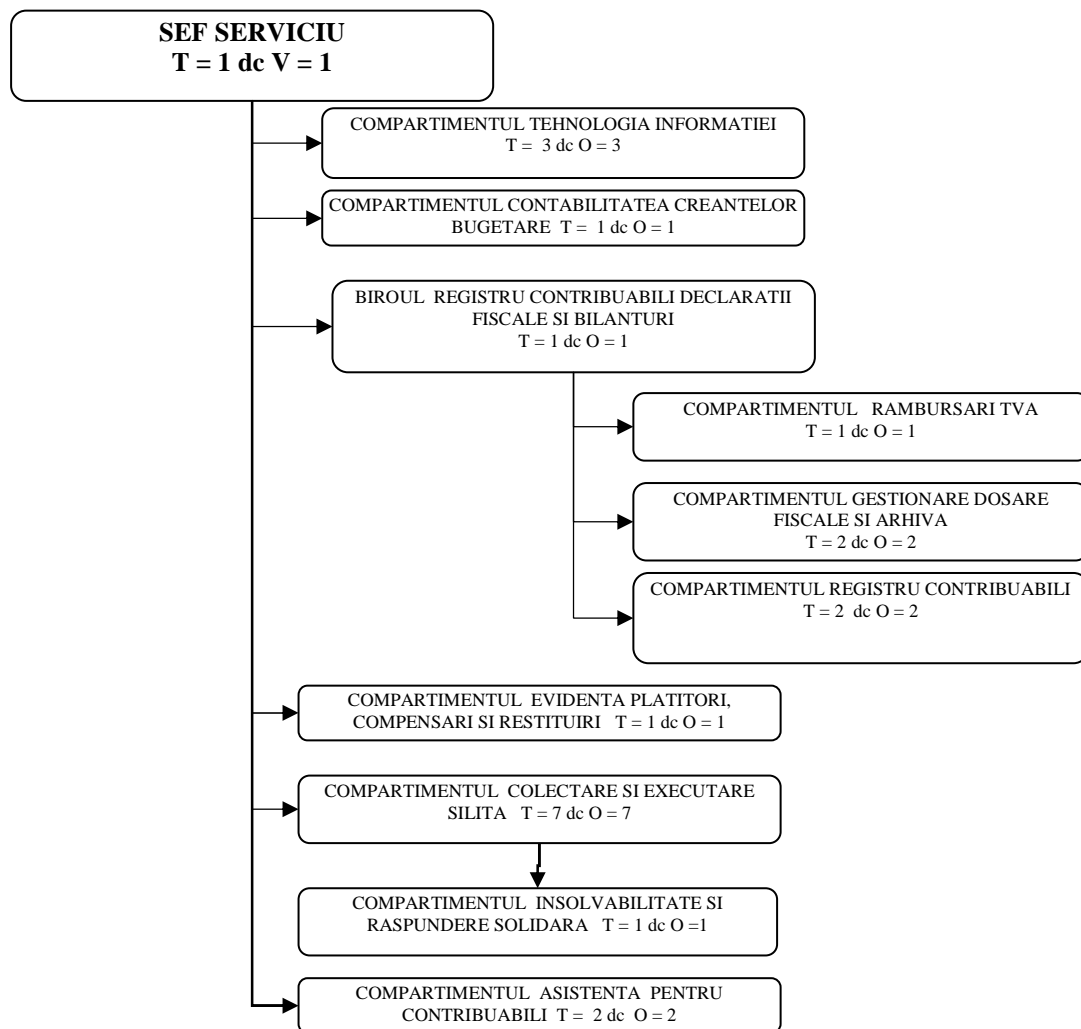 SEF SERVICIU
T = 1 dc V = 1
COMPARTIMENTUL TEHNOLOGIA INFORMATIEI
T = 3 dc O = 3
COMPARTIMENTUL CONTABILITATEA CREANTELOR
BUGETARE T = 1 dc O = 1
BIROUL REGISTRU CONTRIBUABILI DECLARATII
FISCALE SI BILANTURI
T = 1 dc O = 1
COMPARTIMENTUL RAMBURSARI TVA
T = 1 dc O = 1
COMPARTIMENTUL GESTIONARE DOSARE
FISCALE SI ARHIVA
T = 2 dc O = 2
COMPARTIMENTUL REGISTRU CONTRIBUABILI
T = 2 dc O = 2
COMPARTIMENTUL EVIDENTA PLATITORI,
COMPENSARI SI RESTITUIRI T = 1 dc O = 1
COMPARTIMENTUL COLECTARE SI EXECUTARE
SILITA T = 7 dc O = 7
COMPARTIMENTUL INSOLVABILITATE SI
RASPUNDERE SOLIDARA T = 1 dc O =1
COMPARTIMENTUL ASISTENTA PENTRU
CONTRIBUABILI T = 2 dc O = 2